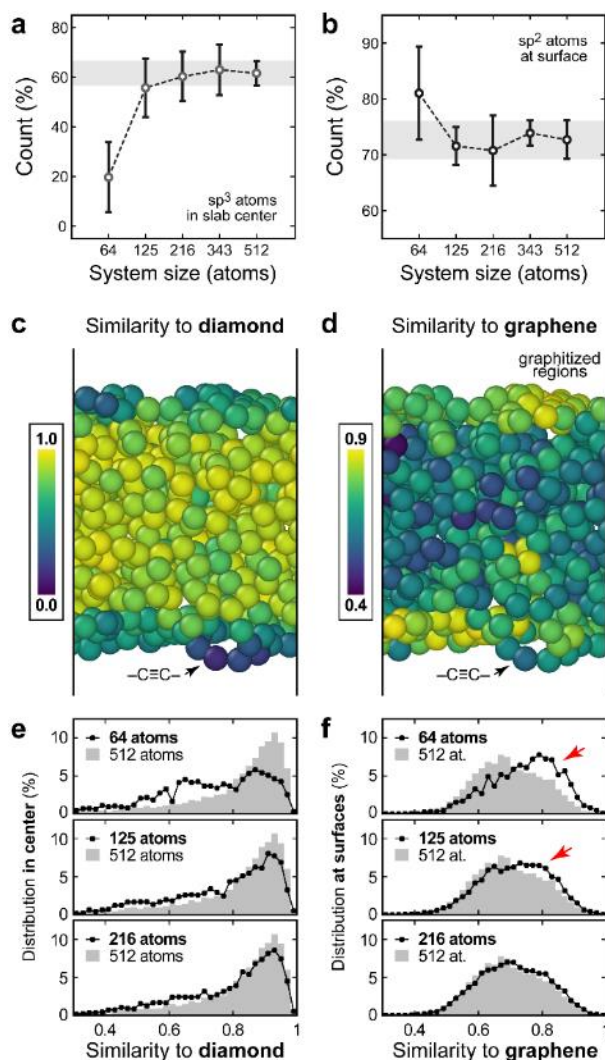 a
80
60
40
20
0
Count (%)
sp³ atoms
in slab center
64 125 216 343 512
System size (atoms)
b
90
80
70
60
Count (%)
sp² atoms
at surface
64 125 216 343 512
System size (atoms)
c Similarity to diamond
1.0
0.0
–C≡C–
d Similarity to graphene
graphitized
regions
0.9
0.4
–C≡C–
e
Distribution in center (%)
10
5
0
64 atoms
512 atoms
10
5
0
125 atoms
512 atoms
10
5
0
216 atoms
512 atoms
0.4 0.6 0.8 1
Similarity to diamond
f
Distribution at surfaces (%)
10
5
0
64 atoms
512 at.
10
5
0
125 atoms
512 at.
10
5
0
216 atoms
512 at.
0.4 0.6 0.8 1
Similarity to graphene